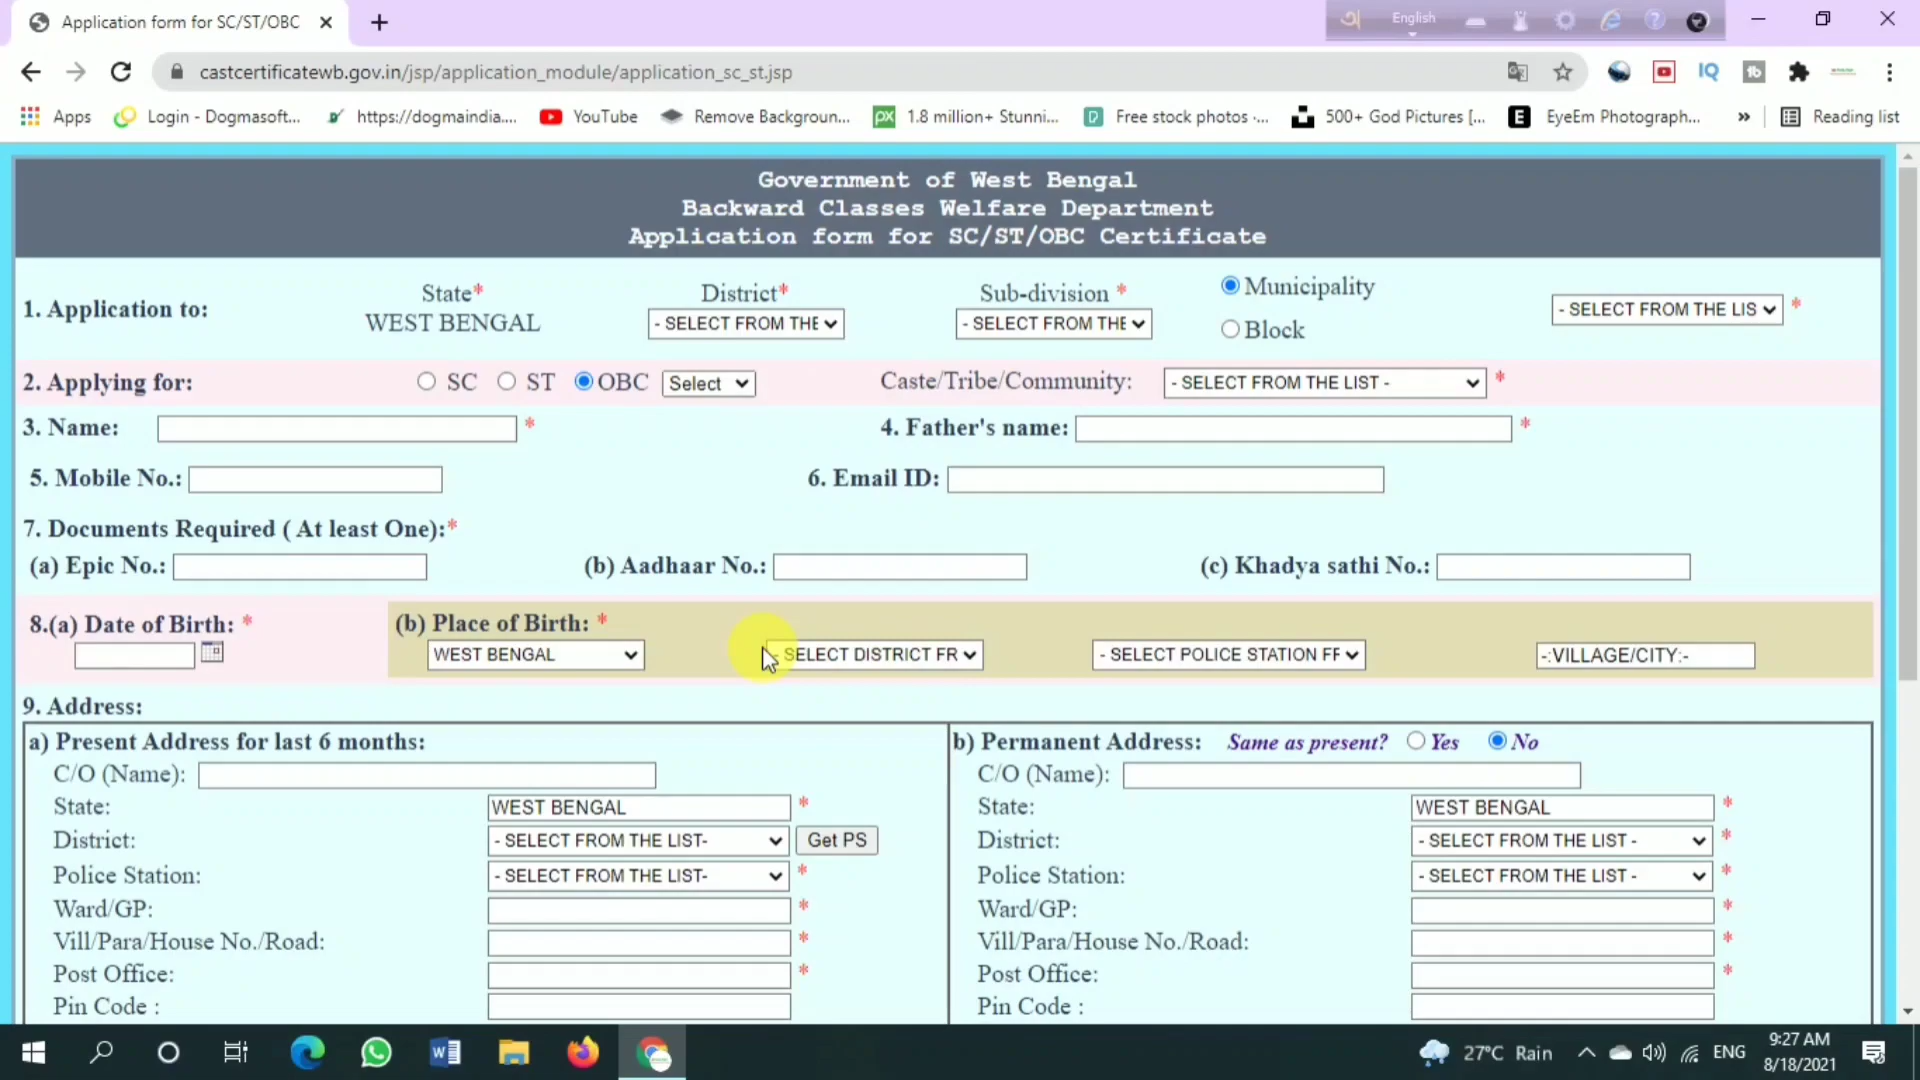 Application form for SC/ST/OBC
English
castcertificatewb.gov.in/jsp/application_module/application_sc_st.jsp
Apps
Login - Dogmasoft...
https://dogmaindia....
YouTube
Remove Backgroun...
1.8 million+ Stunni...
Free stock photos ·...
500+ God Pictures [...
EyeEm Photograph...
»
Reading list
Government of West Bengal
Backward Classes Welfare Department
Application form for SC/ST/OBC Certificate
1. Application to:
State*
WEST BENGAL
District*
- SELECT FROM THE
Sub-division *
- SELECT FROM THE
Municipality
Block
- SELECT FROM THE LIS
*
2. Applying for:
SC ST OBC Select
Caste/Tribe/Community: - SELECT FROM THE LIST - *
3. Name: * 4. Father's name: *
5. Mobile No.: 6. Email ID:
7. Documents Required ( At least One):*
(a) Epic No.: (b) Aadhaar No.: (c) Khadya sathi No.:
8.(a) Date of Birth: * (b) Place of Birth: *
WEST BENGAL - SELECT DISTRICT FR - SELECT POLICE STATION FF -:VILLAGE/CITY:-
9. Address:
a) Present Address for last 6 months:
C/O (Name):
State: WEST BENGAL *
District: - SELECT FROM THE LIST- Get PS
Police Station: - SELECT FROM THE LIST- *
Ward/GP: *
Vill/Para/House No./Road: *
Post Office: *
Pin Code :
b) Permanent Address: Same as present? Yes No
C/O (Name):
State: WEST BENGAL *
District: - SELECT FROM THE LIST - *
Police Station: - SELECT FROM THE LIST - *
Ward/GP: *
Vill/Para/House No./Road: *
Post Office: *
Pin Code :
27°C Rain
ENG
9:27 AM
8/18/2021